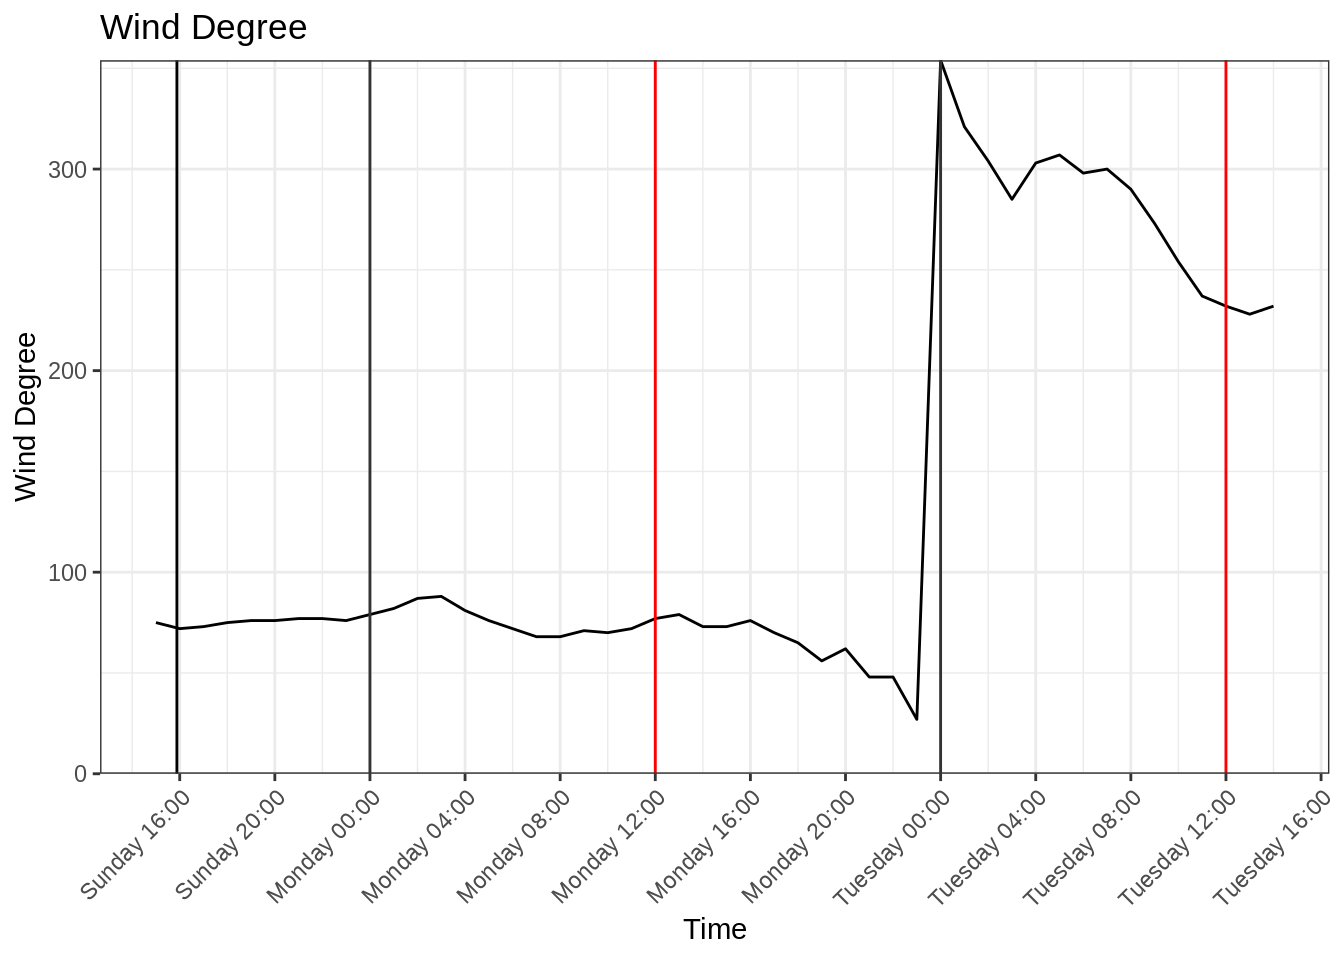 Wind Degree
Wind Degree
300
200
100
0
Sunday 16:00
Sunday 20:00
Monday 00:00
Monday 04:00
Monday 08:00
Monday 12:00
Monday 16:00
Monday 20:00
Tuesday 00:00
Tuesday 04:00
Tuesday 08:00
Tuesday 12:00
Tuesday 16:00
Time